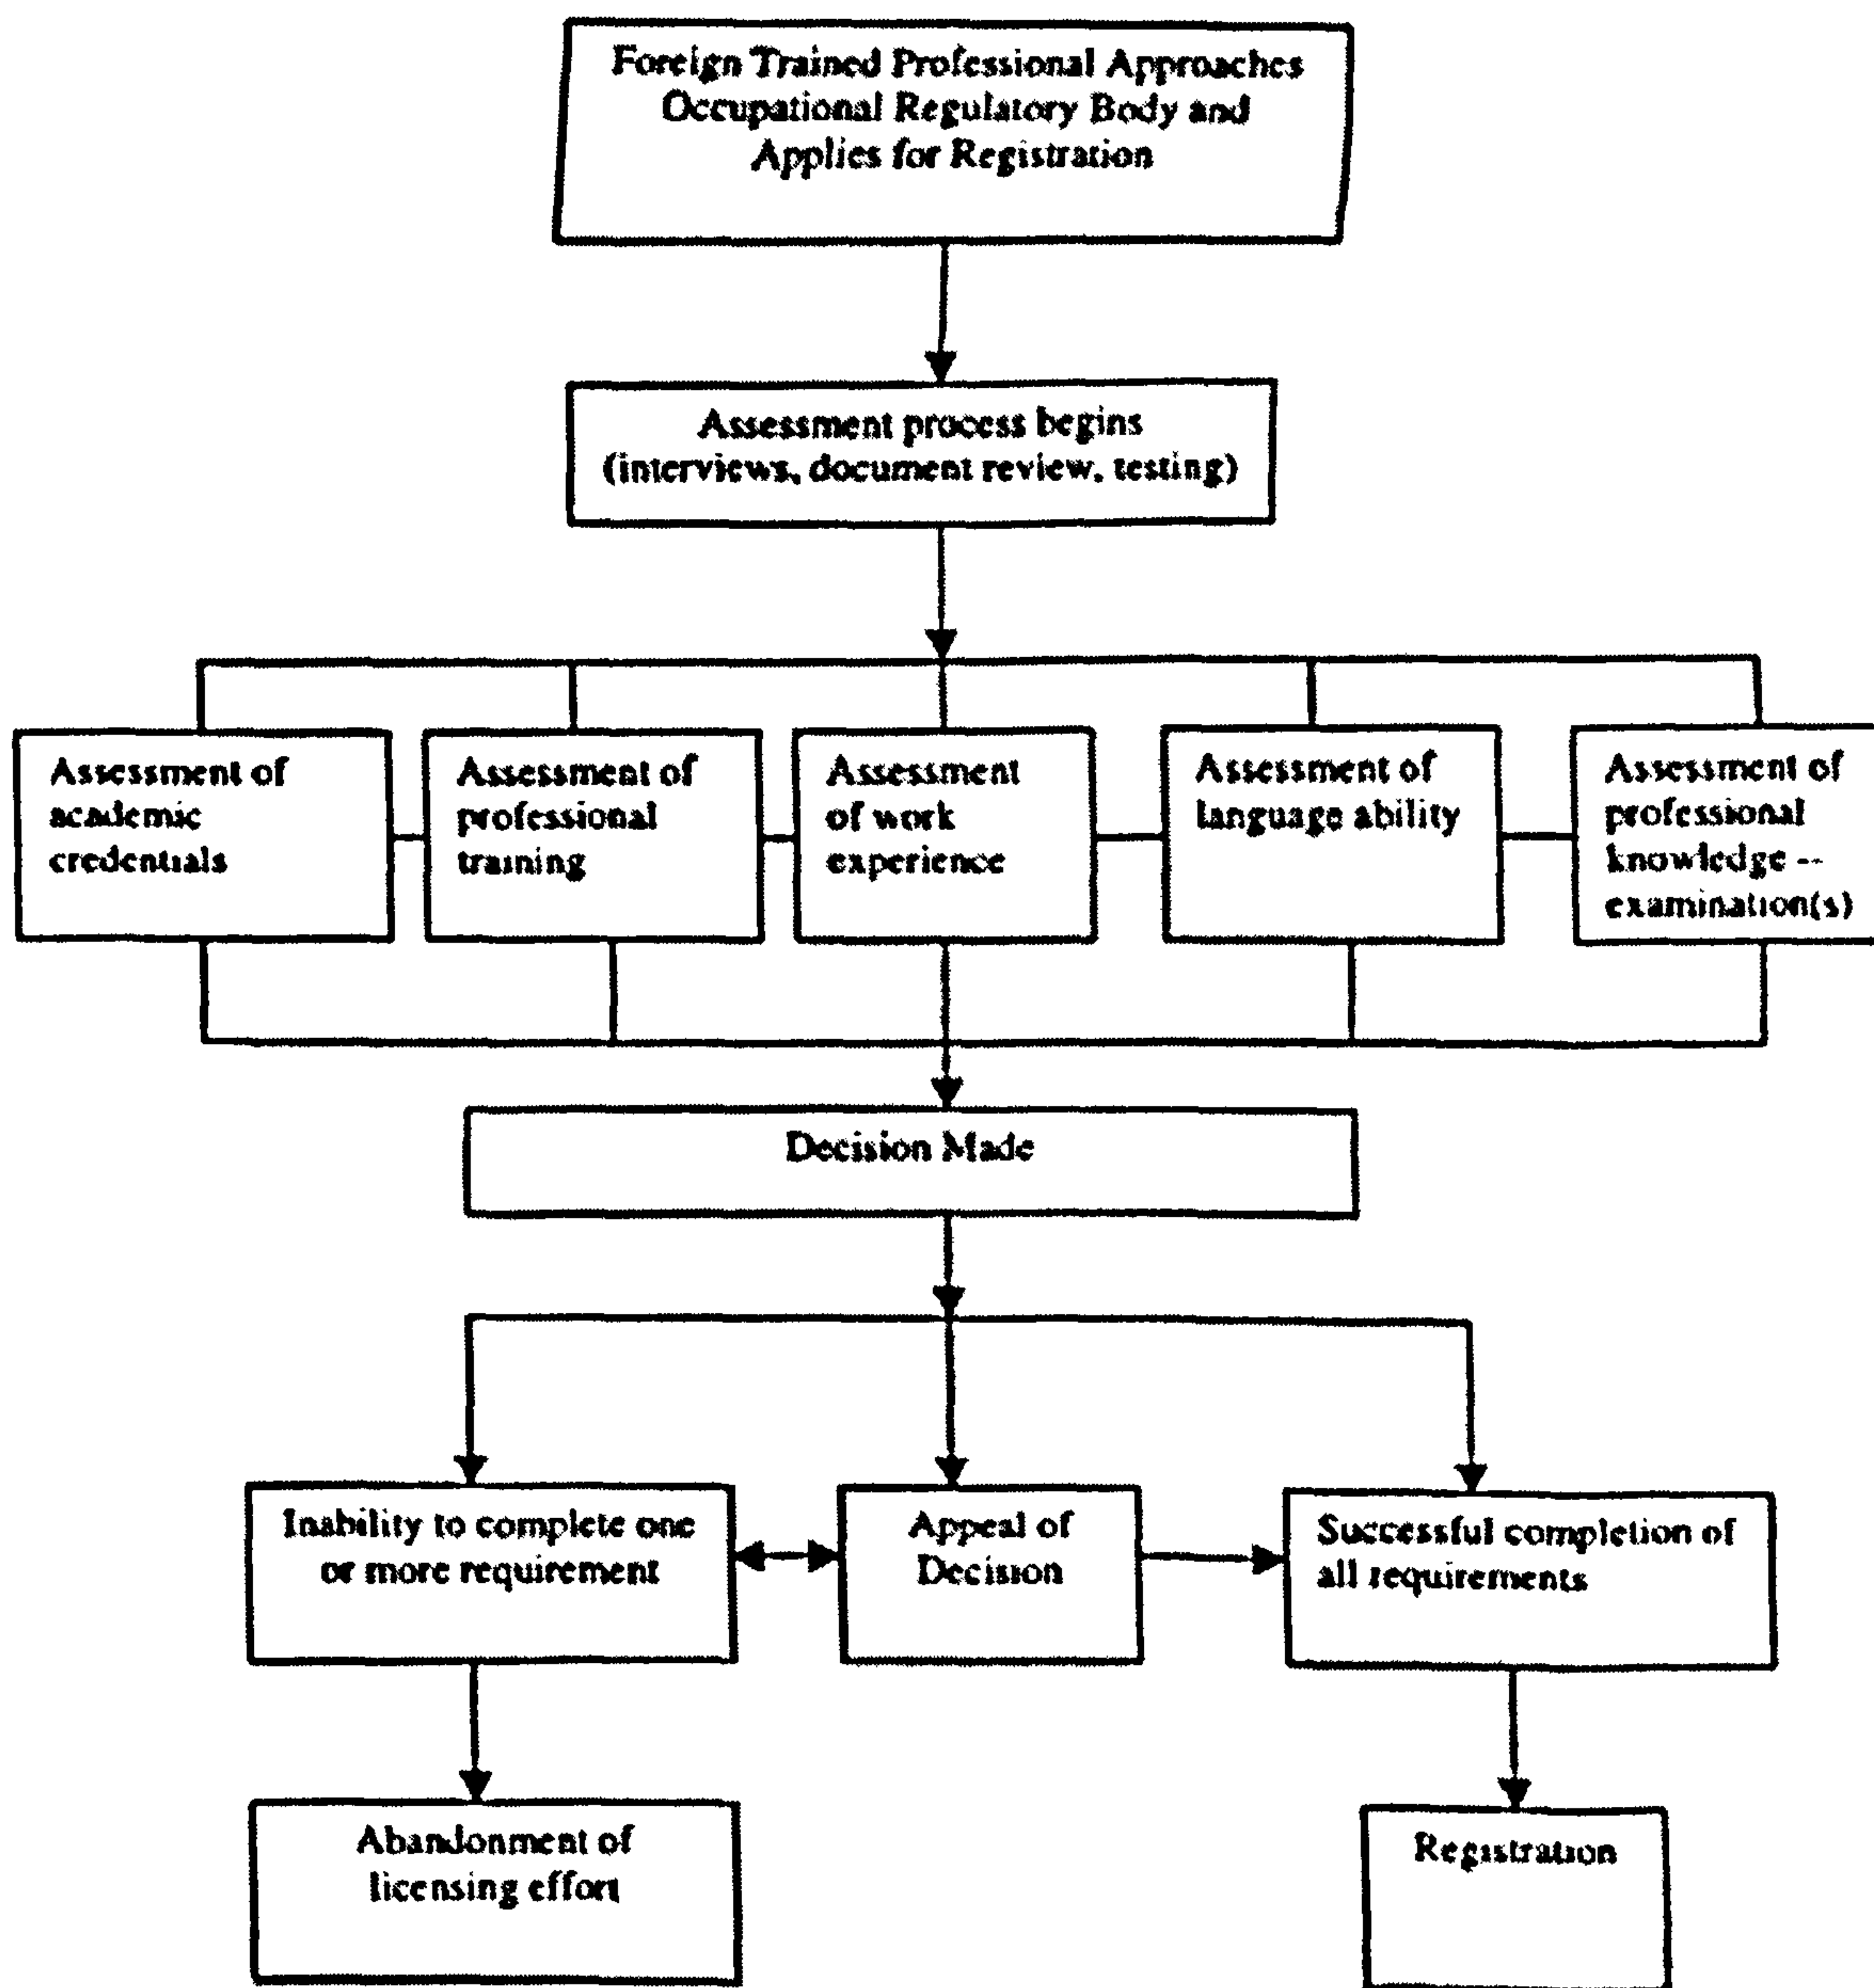 Foreign Trained Professional Approaches
Occupational Regulatory Body and
Applies for Registration
Assessment process begins
(interviews, document review, testing)
Assessment of
academic
credentials
Assessment of
professional
training
Assessment
of work
experience
Assessment of
language ability
Assessment of
professional
knowledge --
examination(s)
Decision Made
Inability to complete one
or more requirement
Appeal of
Decision
Successful completion of
all requirements
Abandonment of
licensing effort
Registration